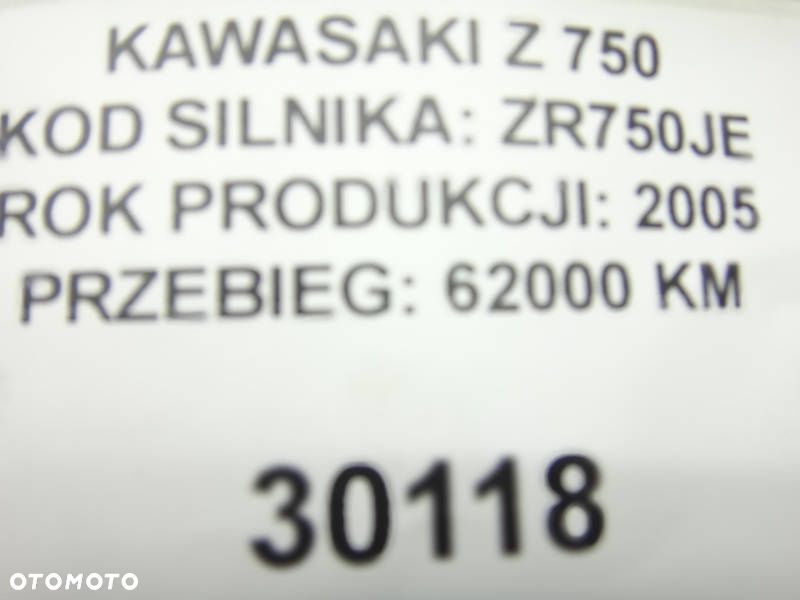 KAWASAKI Z 750
KOD SILNIKA: ZR750JE
ROK PRODUKCJI: 2005
PRZEBIEG: 62000 KM
30118
OTOMOTO